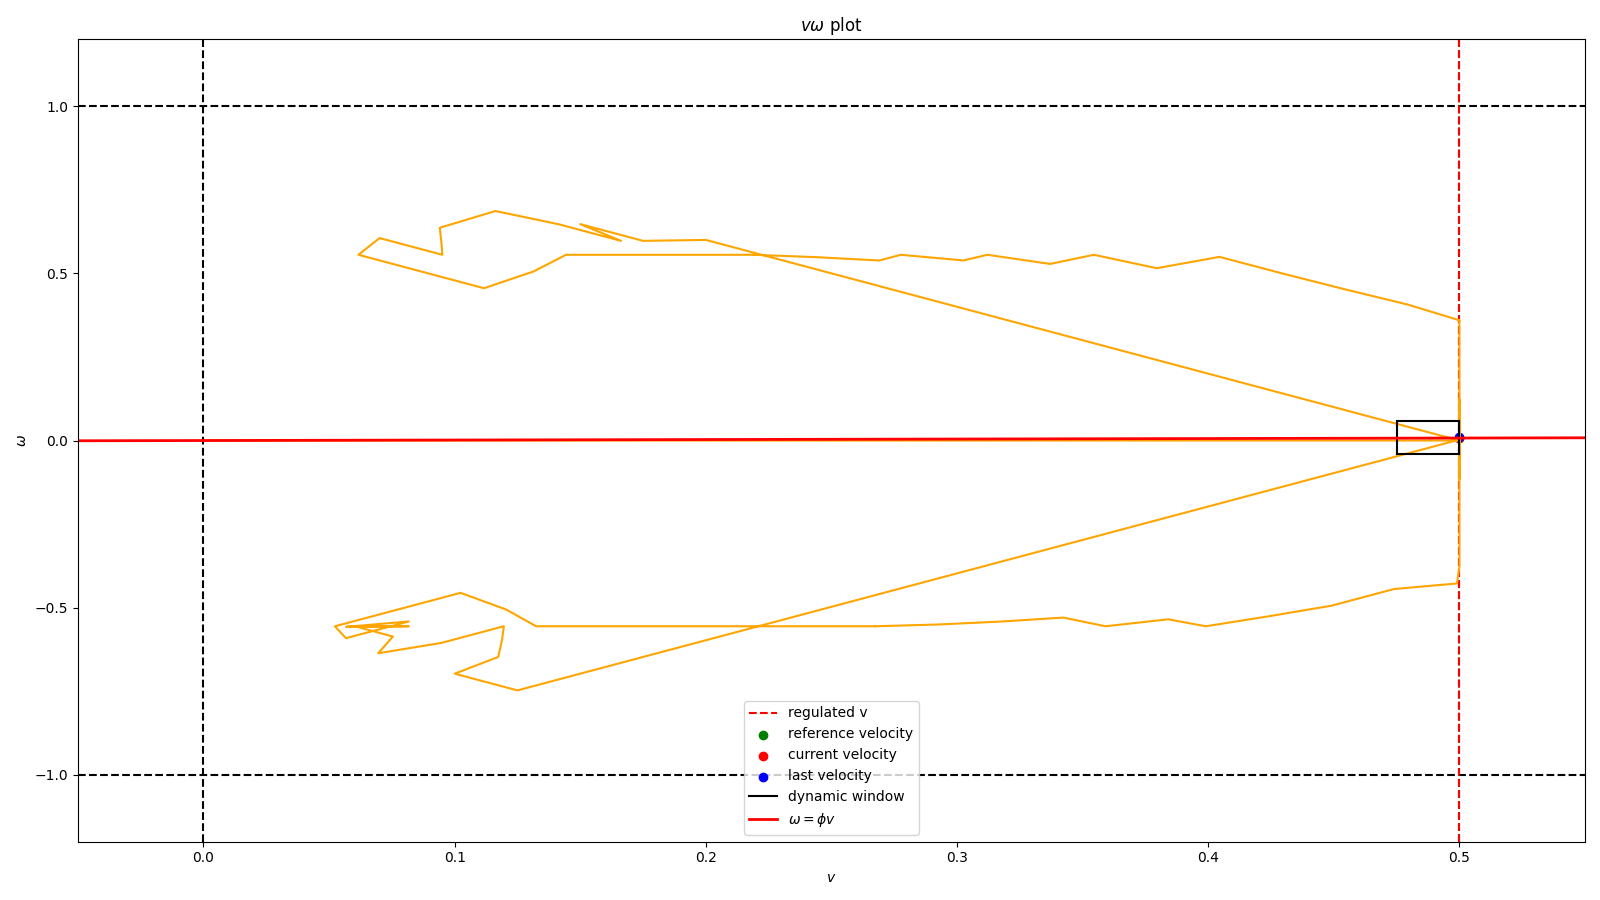 vω plot
1.0
0.5
0.0
−0.5
−1.0
ω
regulated v
reference velocity
current velocity
last velocity
dynamic window
ω = ϕv
0.0 0.1 0.2 0.3 0.4 0.5
v